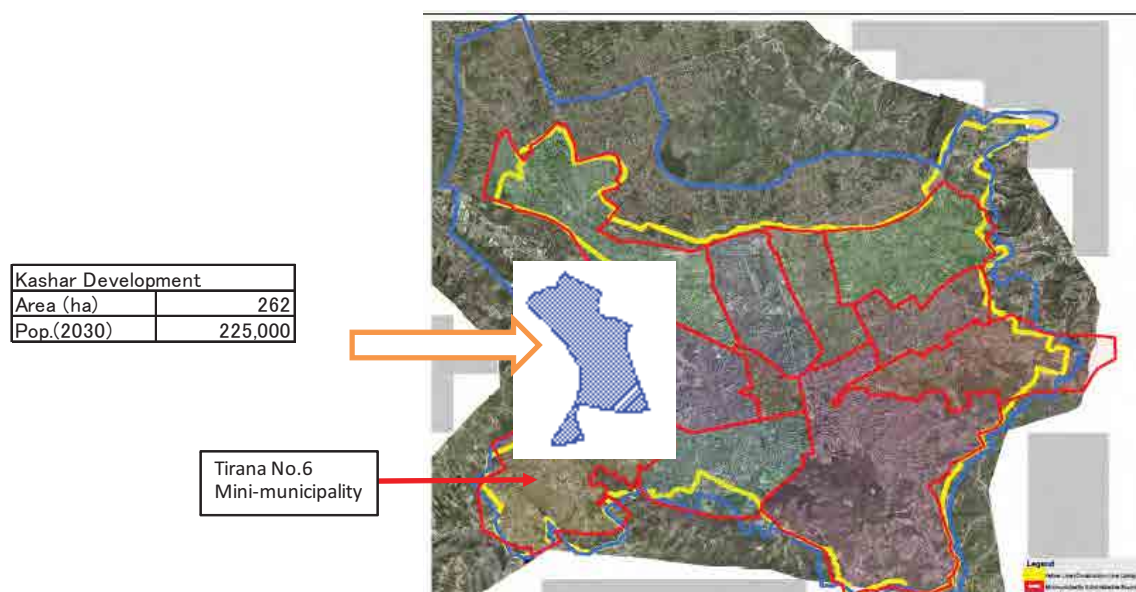 Kashar Development
Area (ha) 262
Pop.(2030) 225,000
Tirana No.6
Mini-municipality
Legend